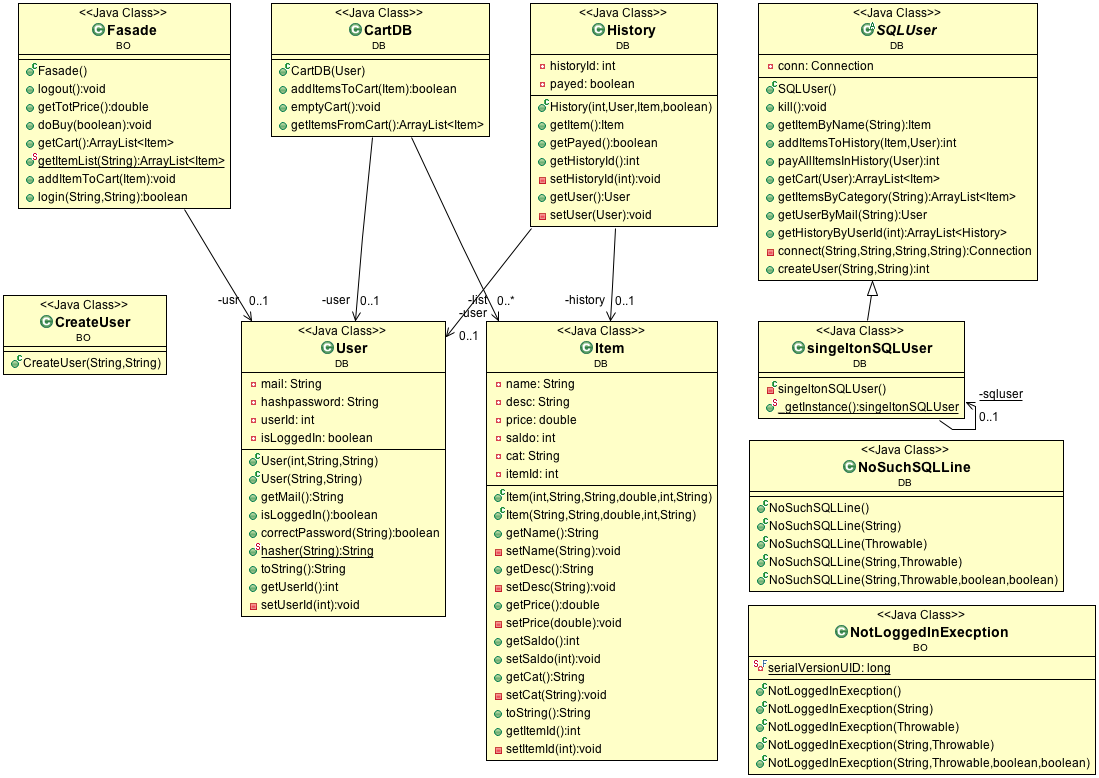 <<Java Class>>
Fasade
BO
Fasade()
logout():void
getTotPrice():double
doBuy(boolean):void
getCart():ArrayList<Item>
getItemList(String):ArrayList<Item>
addItemToCart(Item):void
login(String,String):boolean
<<Java Class>>
CartDB
DB
CartDB(User)
addItemsToCart(Item):boolean
emptyCart():void
getItemsFromCart():ArrayList<Item>
<<Java Class>>
History
DB
historyId: int
payed: boolean
History(int,User,Item,boolean)
getItem():Item
getPayed():boolean
getHistoryId():int
setHistoryId(int):void
getUser():User
setUser(User):void
<<Java Class>>
SQLUser
DB
conn: Connection
SQLUser()
kill():void
getItemByName(String):Item
addItemsToHistory(Item,User):int
payAllItemsInHistory(User):int
getCart(User):ArrayList<Item>
getItemsByCategory(String):ArrayList<Item>
getUserByMail(String):User
getHistoryByUserId(int):ArrayList<History>
connect(String,String,String,String):Connection
createUser(String,String):int
-usr 0..1
-user 0..1
-list 0..*
-user
0..1
-history 0..1
<<Java Class>>
CreateUser
BO
CreateUser(String,String)
<<Java Class>>
User
DB
mail: String
hashpassword: String
userId: int
isLoggedIn: boolean
User(int,String,String)
User(String,String)
getMail():String
isLoggedIn():boolean
correctPassword(String):boolean
hasher(String):String
toString():String
getUserId():int
setUserId(int):void
<<Java Class>>
Item
DB
name: String
desc: String
price: double
saldo: int
cat: String
itemId: int
Item(int,String,String,double,int,String)
Item(String,String,double,int,String)
getName():String
setName(String):void
getDesc():String
setDesc(String):void
getPrice():double
setPrice(double):void
getSaldo():int
setSaldo(int):void
getCat():String
setCat(String):void
toString():String
getItemId():int
setItemId(int):void
<<Java Class>>
singeltonSQLUser
DB
singeltonSQLUser()
_getInstance():singeltonSQLUser
-sqluser
0..1
<<Java Class>>
NoSuchSQLLine
DB
NoSuchSQLLine()
NoSuchSQLLine(String)
NoSuchSQLLine(Throwable)
NoSuchSQLLine(String,Throwable)
NoSuchSQLLine(String,Throwable,boolean,boolean)
<<Java Class>>
NotLoggedInExecption
BO
serialVersionUID: long
NotLoggedInExecption()
NotLoggedInExecption(String)
NotLoggedInExecption(Throwable)
NotLoggedInExecption(String,Throwable)
NotLoggedInExecption(String,Throwable,boolean,boolean)